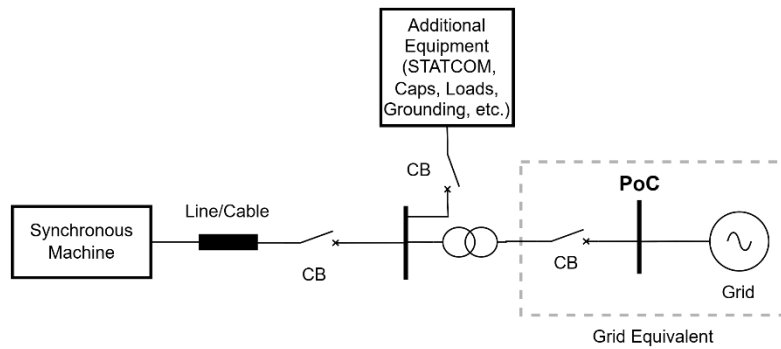 Additional
Equipment
(STATCOM,
Caps, Loads,
Grounding, etc.)
CB
PoC
Line/Cable
Synchronous
Machine
CB
CB
Grid
Grid Equivalent